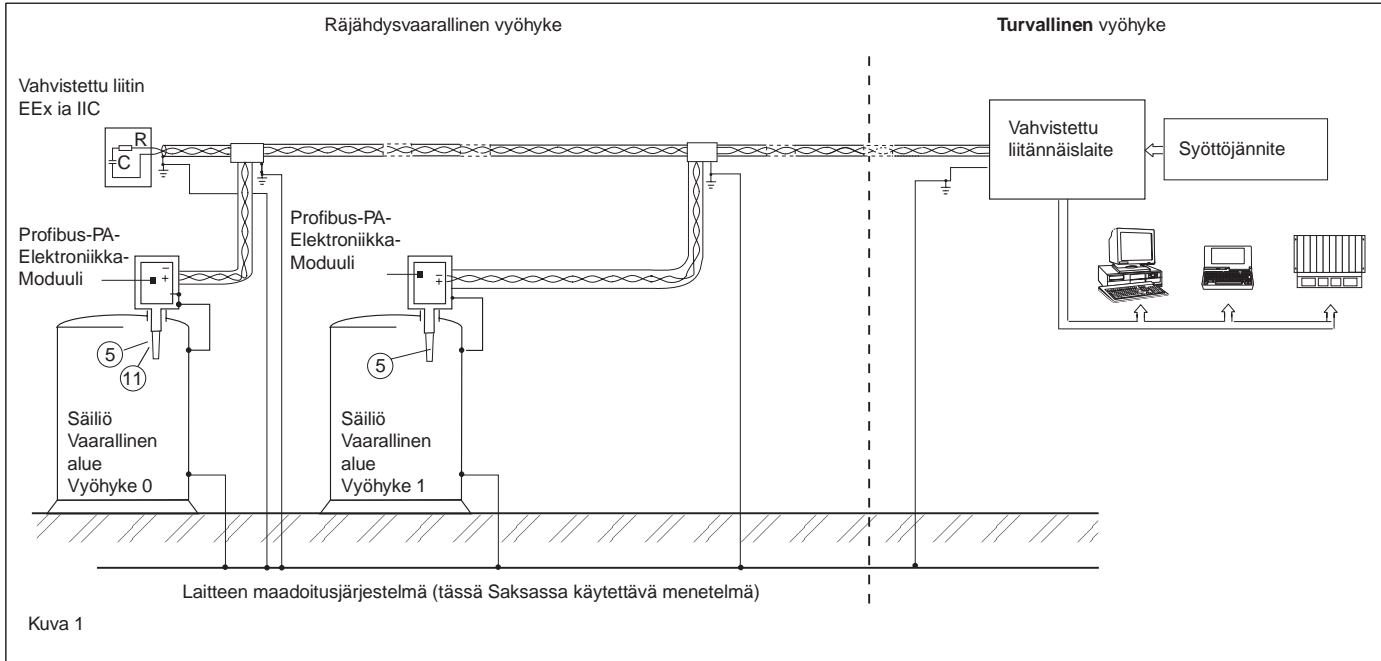 Räjähdysvaarallinen vyöhyke
Turvallinen vyöhyke
Vahvistettu liitin
EEx ia IIC
R
C
Vahvistettu
liitännäislaite
Syöttöjännite
Profibus-PA-
Elektroniikka-
Moduuli
–
+
Profibus-PA-
Elektroniikka-
Moduuli
–
+
5
11
5
Säiliö
Vaarallinen
alue
Vyöhyke 0
Säiliö
Vaarallinen
alue
Vyöhyke 1
Laitteen maadoitusjärjestelmä (tässä Saksassa käytettävä menetelmä)
Kuva 1